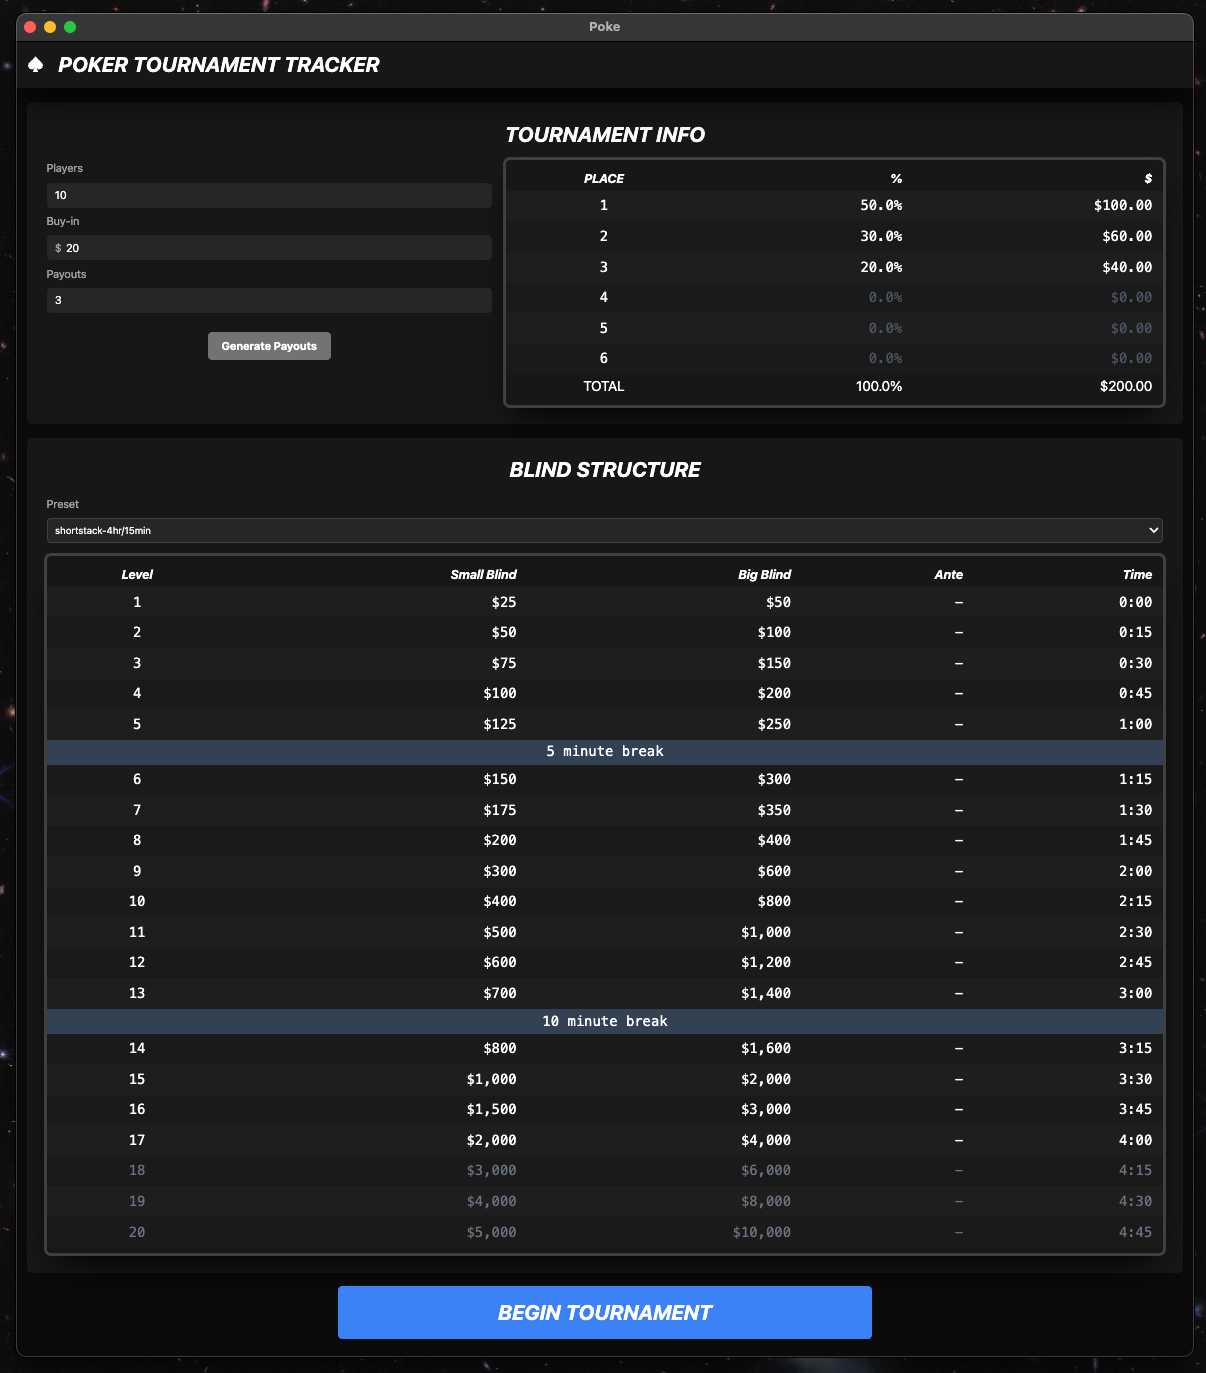 Poke
♠ POKER TOURNAMENT TRACKER
TOURNAMENT INFO
Players
10
Buy-in
$ 20
Payouts
3
Generate Payouts
PLACE % $
1 50.0% $100.00
2 30.0% $60.00
3 20.0% $40.00
4 0.0% $0.00
5 0.0% $0.00
6 0.0% $0.00
TOTAL 100.0% $200.00
BLIND STRUCTURE
Preset
shortstack-4hr/15min
Level Small Blind Big Blind Ante Time
1 $25 $50 – 0:00
2 $50 $100 – 0:15
3 $75 $150 – 0:30
4 $100 $200 – 0:45
5 $125 $250 – 1:00
5 minute break
6 $150 $300 – 1:15
7 $175 $350 – 1:30
8 $200 $400 – 1:45
9 $300 $600 – 2:00
10 $400 $800 – 2:15
11 $500 $1,000 – 2:30
12 $600 $1,200 – 2:45
13 $700 $1,400 – 3:00
10 minute break
14 $800 $1,600 – 3:15
15 $1,000 $2,000 – 3:30
16 $1,500 $3,000 – 3:45
17 $2,000 $4,000 – 4:00
18 $3,000 $6,000 – 4:15
19 $4,000 $8,000 – 4:30
20 $5,000 $10,000 – 4:45
BEGIN TOURNAMENT